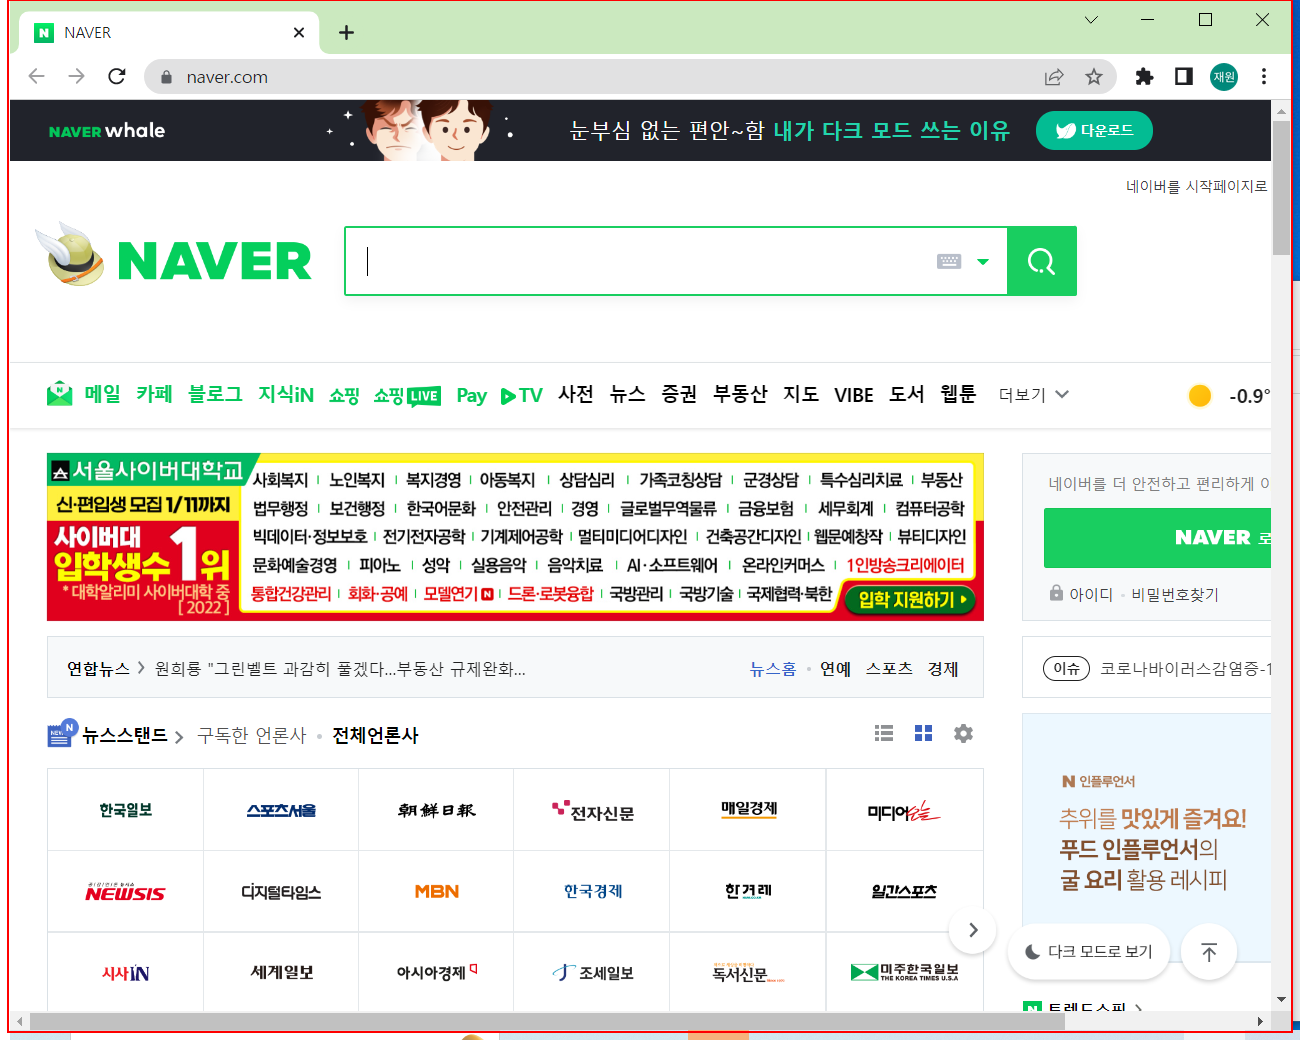 NAVER
naver.com
재원
NAVER whale
눈부심 없는 편안~함 내가 다크 모드 쓰는 이유
다운로드
네이버를 시작페이지로
NAVER
메일 카페 블로그 지식iN 쇼핑 쇼핑LIVE Pay TV 사전 뉴스 증권 부동산 지도 VIBE 도서 웹툰 더보기
-0.9°
서울사이버대학교
신·편입생 모집 1/11까지
사이버대
입학생수 1위
* 대학알리미 사이버대학 중
[ 2022 ]
사회복지 노인복지 복지경영 아동복지 상담심리 가족코칭상담 군경상담 특수심리치료 부동산
법무행정 보건행정 한국어문화 안전관리 경영 글로벌무역물류 금융보험 세무회계 컴퓨터공학
빅데이터·정보보호 전기전자공학 기계제어공학 멀티미디어디자인 건축공간디자인 웹문예창작 뷰티디자인
문화예술경영 피아노 성악 실용음악 음악치료 AI·소프트웨어 온라인커머스 1인방송크리에이터
통합건강관리 회화·공예 모델연기 N 드론·로봇융합 국방관리 국방기술 국제협력·북한
입학 지원하기
네이버를 더 안전하고 편리하게 이
NAVER 로
아이디 · 비밀번호찾기
연합뉴스 원희룡 "그린벨트 과감히 풀겠다...부동산 규제완화...
뉴스홈 연예 스포츠 경제
이슈 코로나바이러스감염증-1
뉴스스탠드 구독한 언론사 전체언론사
한국일보 스포츠서울 朝鮮日報 전자신문 매일경제 미디어오늘
NEWSIS 디지털타임스 MBN 한국경제 한겨레 일간스포츠
시사iN 세계일보 아시아경제 조세일보 독서신문 미주한국일보
THE KOREA TIMES U.S.A
N 인플루언서
추위를 맛있게 즐겨요!
푸드 인플루언서의
굴 요리 활용 레시피
다크 모드로 보기
트렌드쇼핑